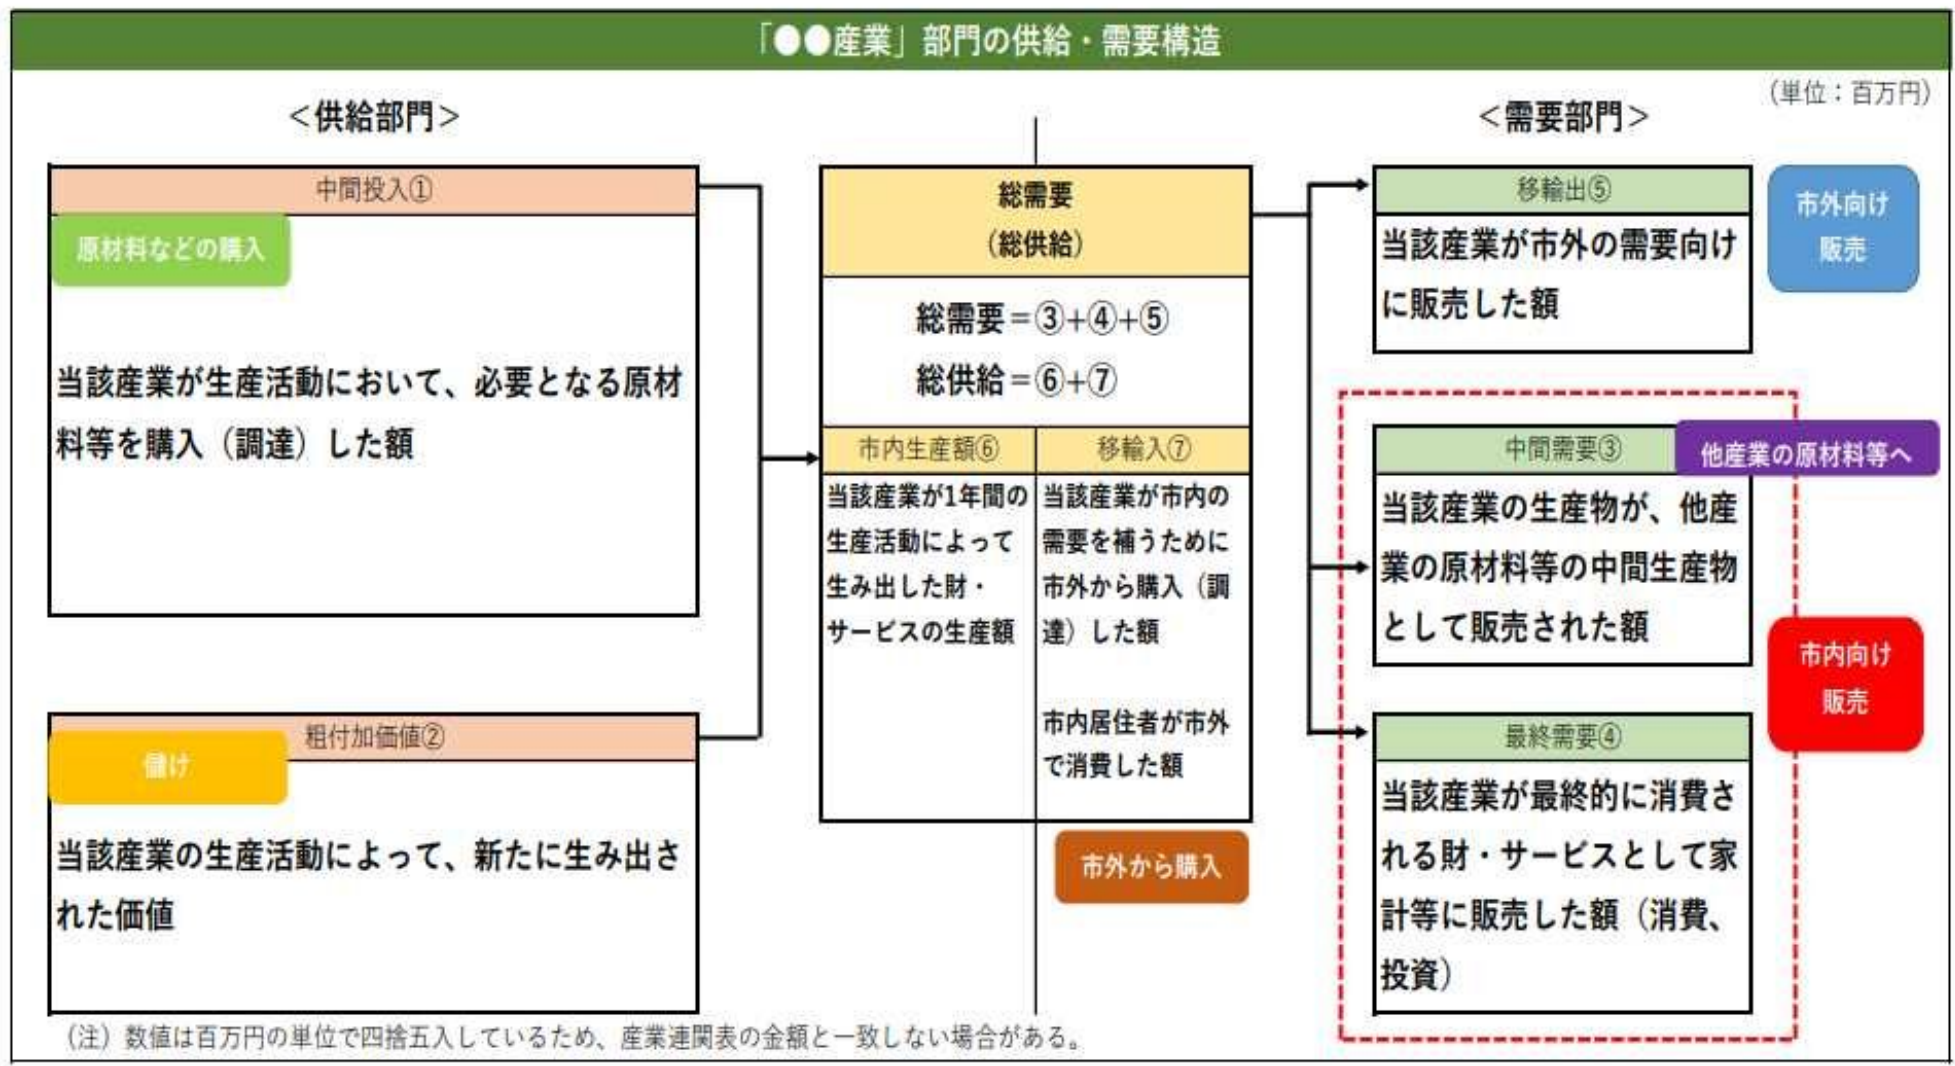 「●●産業」部門の供給・需要構造
（単位：百万円）
＜供給部門＞
中間投入①
原材料などの購入
当該産業が生産活動において、必要となる原材
料等を購入（調達）した額
粗付加価値②
儲け
当該産業の生産活動によって、新たに生み出さ
れた価値
総需要
（総供給）
総需要＝③+④+⑤
総供給＝⑥+⑦
市内生産額⑥
当該産業が1年間の
生産活動によって
生み出した財・
サービスの生産額
移輸入⑦
当該産業が市内の
需要を補うために
市外から購入（調
達）した額
市内居住者が市外
で消費した額
市外から購入
＜需要部門＞
移輸出⑤
市外向け
販売
当該産業が市外の需要向け
に販売した額
中間需要③
他産業の原材料等へ
当該産業の生産物が、他産
業の原材料等の中間生産物
として販売された額
市内向け
販売
最終需要④
当該産業が最終的に消費さ
れる財・サービスとして家
計等に販売した額（消費、
投資）
（注）数値は百万円の単位で四捨五入しているため、産業連関表の金額と一致しない場合がある。